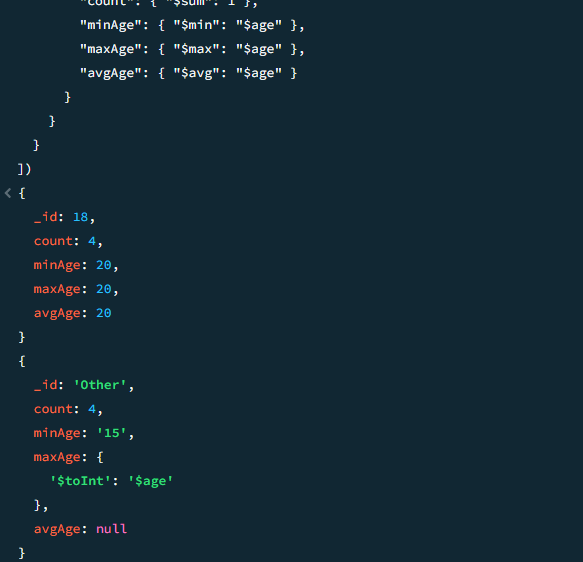 "count": { "$sum": 1 },
"minAge": { "$min": "$age" },
"maxAge": { "$max": "$age" },
"avgAge": { "$avg": "$age" }
}
}
}
])
< {
_id: 18,
count: 4,
minAge: 20,
maxAge: 20,
avgAge: 20
}
{
_id: 'Other',
count: 4,
minAge: '15',
maxAge: {
'$toInt': '$age'
},
avgAge: null
}